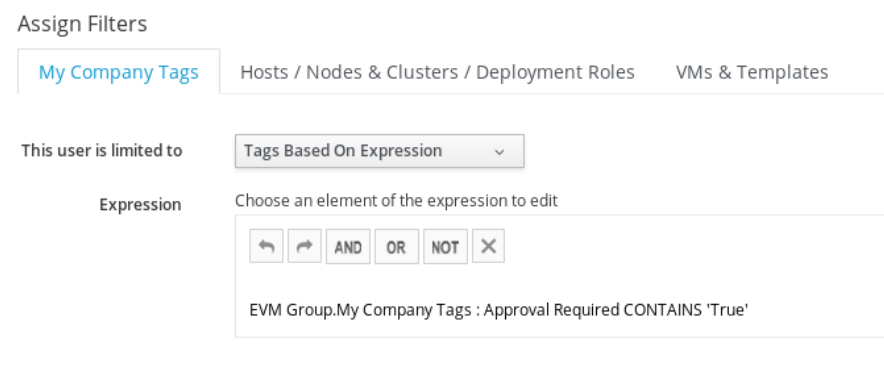 Assign Filters
My Company Tags Hosts / Nodes & Clusters / Deployment Roles VMs & Templates
This user is limited to Tags Based On Expression
Expression Choose an element of the expression to edit
AND OR NOT
EVM Group.My Company Tags : Approval Required CONTAINS 'True'